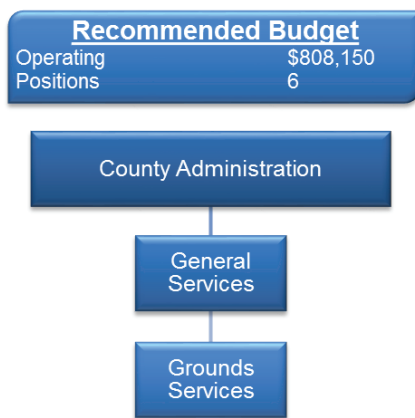 Recommended Budget
Operating $808,150
Positions 6
County Administration
General
Services
Grounds
Services